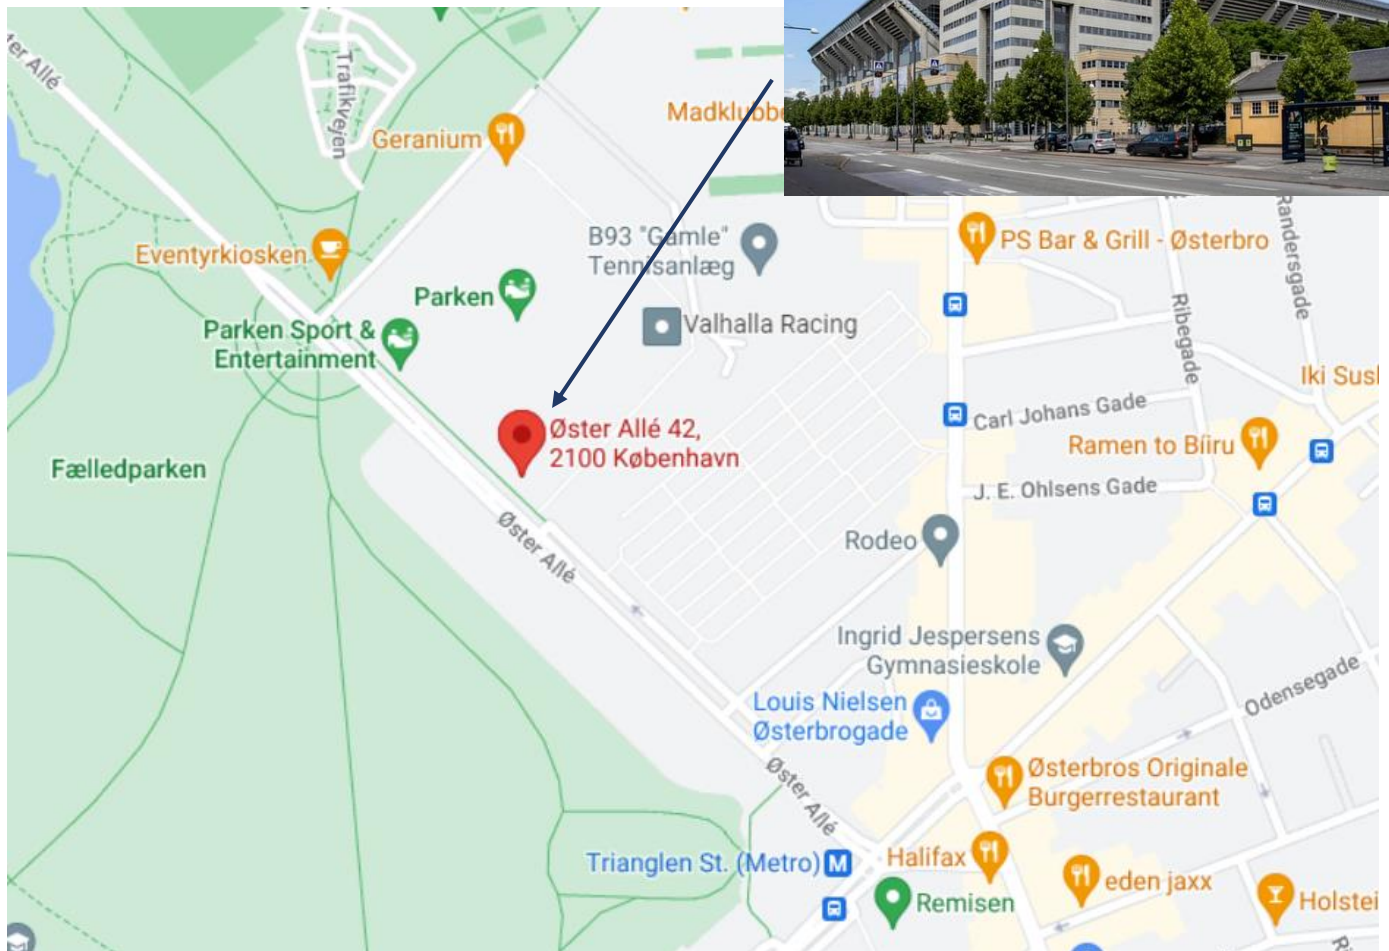 ter Allé
Trafikvejen
Geranium
Madklubbe
Eventyrkiosken
B93 "Gamle"
Tennisanlæg
PS Bar & Grill - Østerbro
Randersgade
Ribegade
Parken
Parken Sport &
Entertainment
Valhalla Racing
Iki Sus
Carl Johans Gade
Øster Allé 42,
2100 København
Ramen to Bíiru
Fælledparken
J. E. Ohlsens Gade
Øster Allé
Rodeo
Ingrid Jespersens
Gymnasieskole
Odensegade
Louis Nielsen
Østerbrogade
Øster Allé
Østerbros Originale
Burgerrestaurant
Trianglen St. (Metro)
M
Halifax
eden jaxx
Remisen
Holstei